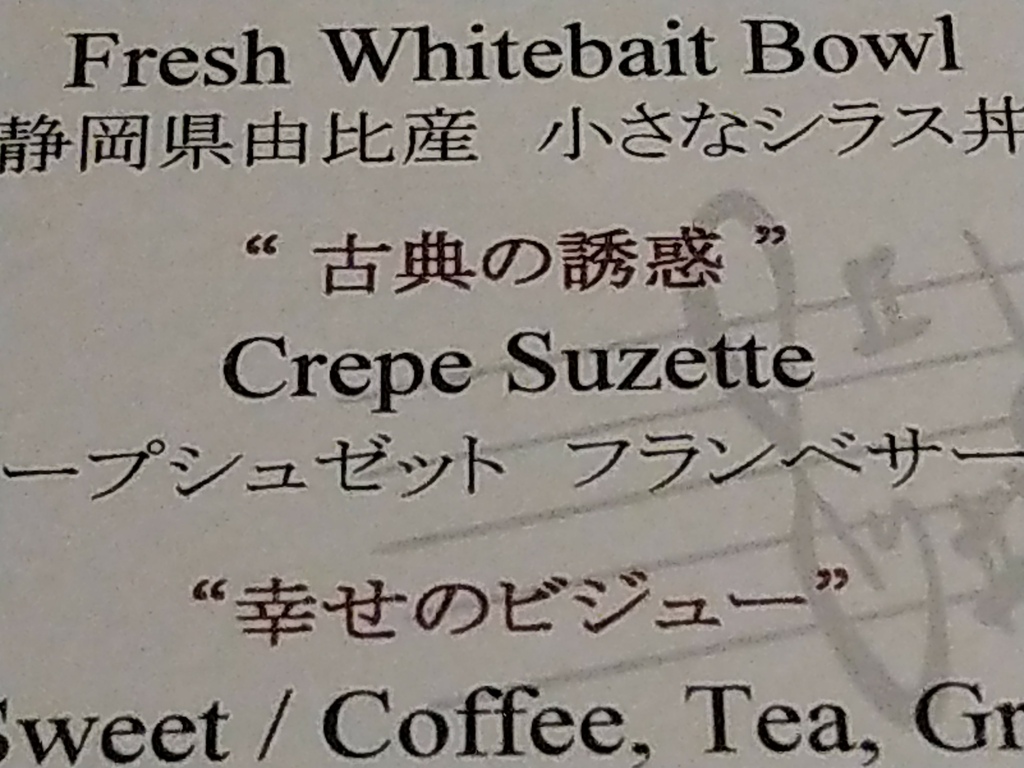 Fresh Whitebait Bowl
静岡県由比産 小さなシラス丼
“ 古典の誘惑 ”
Crepe Suzette
ープシュゼット フランベサー
“幸せのビジュー”
Sweet / Coffee, Tea, Gr